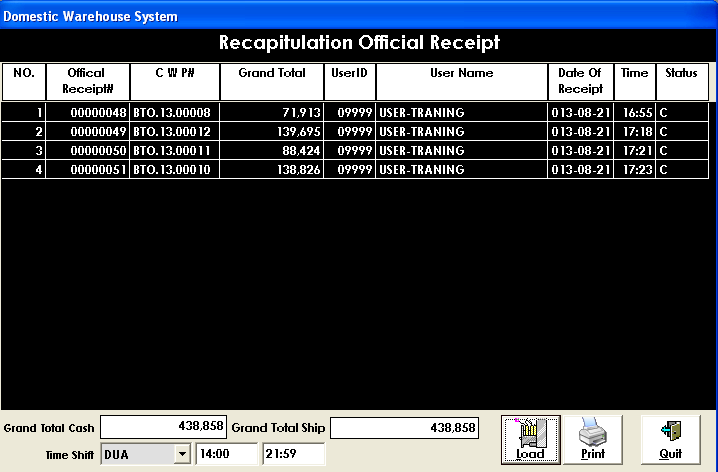 Domestic Warehouse System
Recapitulation Official Receipt
NO. Offical Receipt# C W P# Grand Total UserID User Name Date Of Receipt Time Status
1 00000048 BTO.13.00008 71,913 09999 USER-TRANING 013-08-21 16:55 C
2 00000049 BTO.13.00012 139,695 09999 USER-TRANING 013-08-21 17:18 C
3 00000050 BTO.13.00011 88,424 09999 USER-TRANING 013-08-21 17:21 C
4 00000051 BTO.13.00010 138,826 09999 USER-TRANING 013-08-21 17:23 C
Grand Total Cash 438,858 Grand Total Ship 438,858
Time Shift DUA 14:00 21:59
Load Print Quit